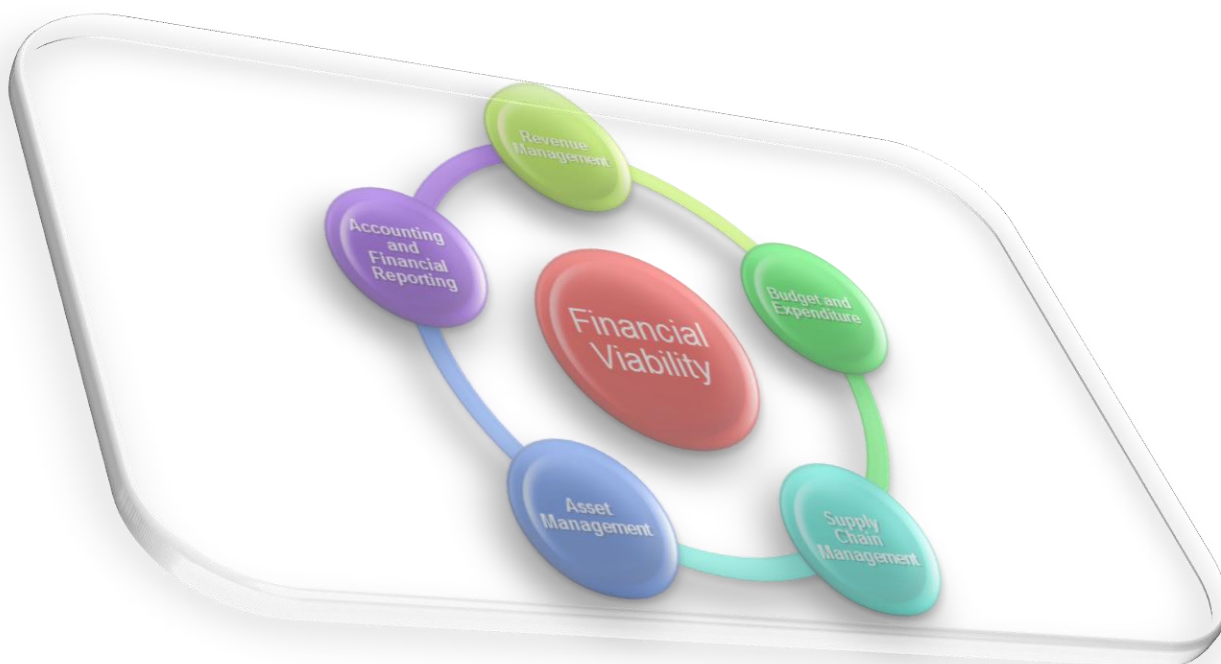 Revenue
Management
Accounting
and
Financial
Reporting
Budget and
Expenditure
Financial
Viability
Asset
Management
Supply
Chain
Management